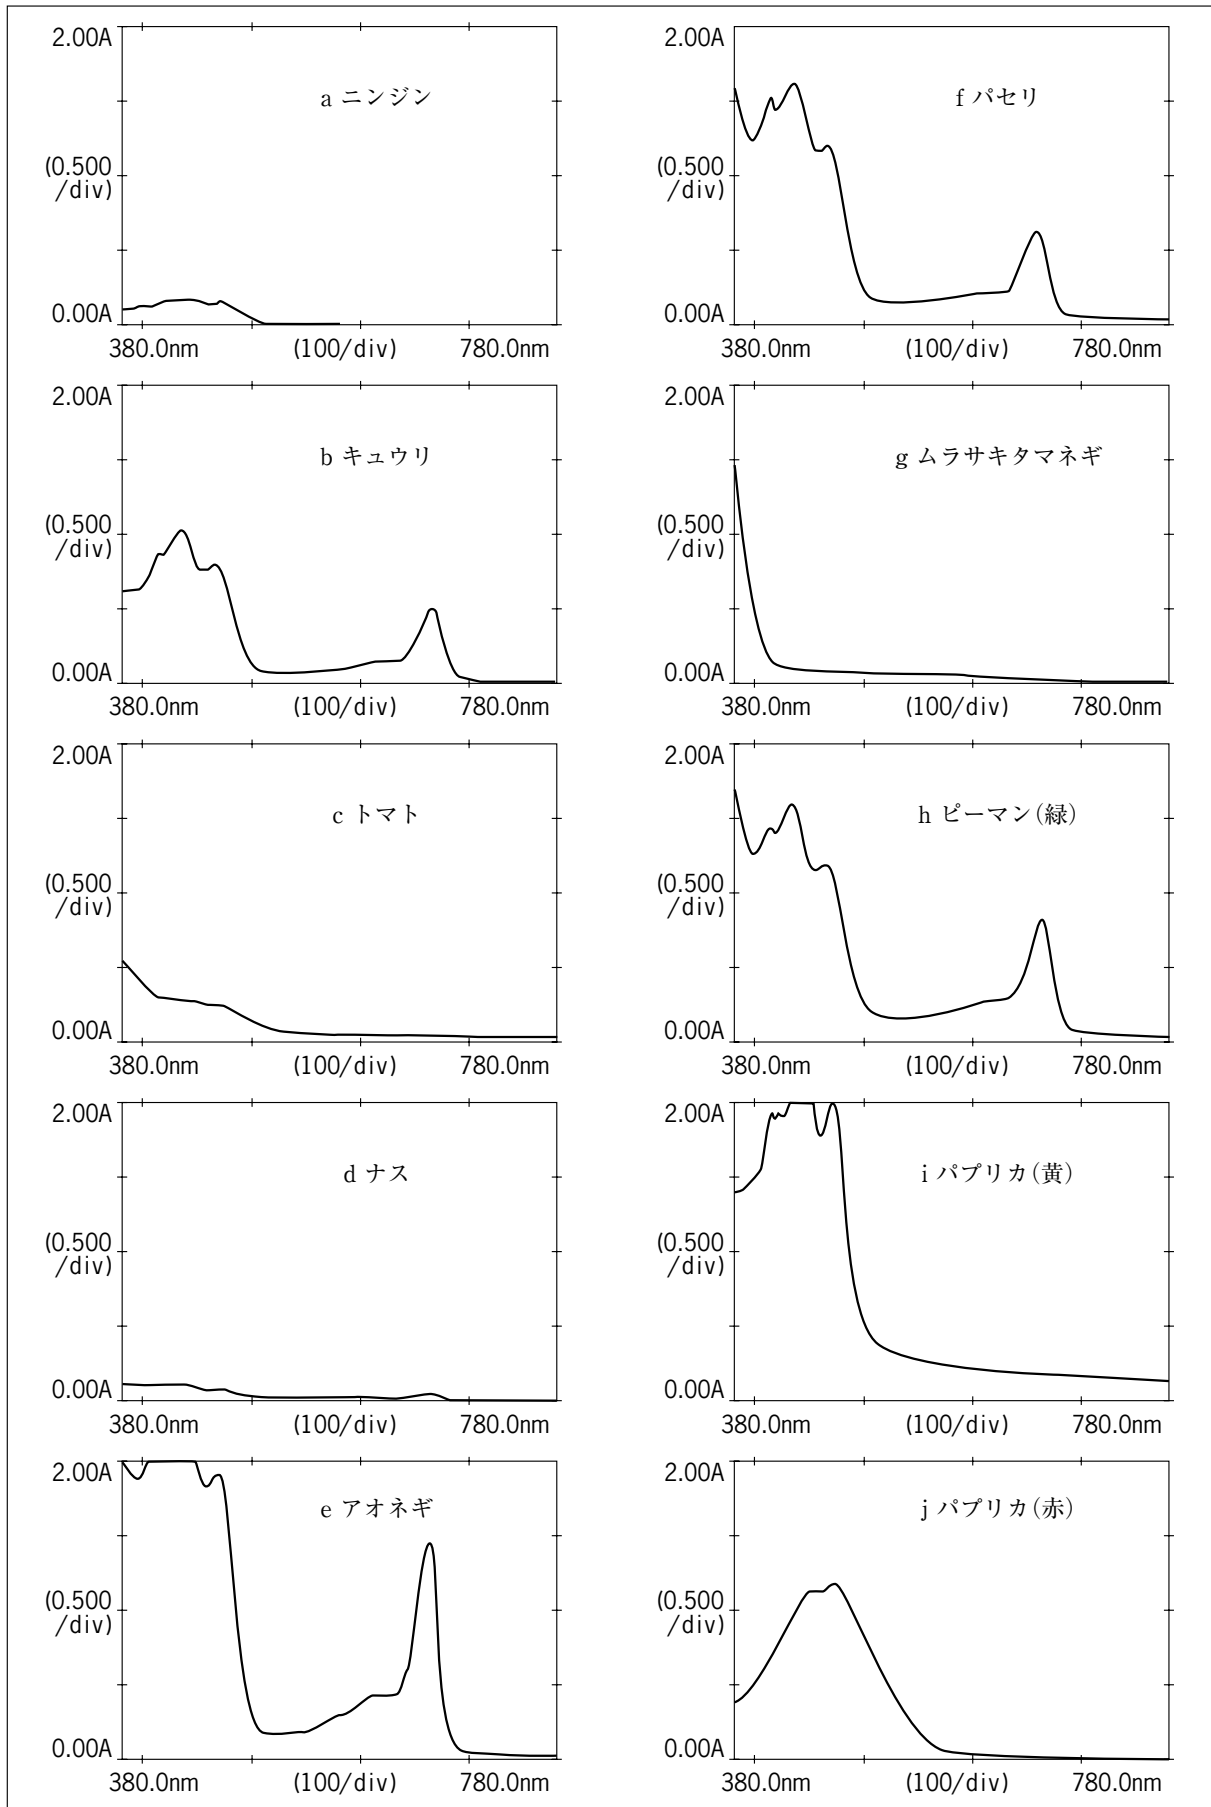 2.00A
a ニンジン
(0.500
/div)
0.00A
380.0nm (100/div) 780.0nm
2.00A
f パセリ
(0.500
/div)
0.00A
380.0nm (100/div) 780.0nm
2.00A
b キュウリ
(0.500
/div)
0.00A
380.0nm (100/div) 780.0nm
2.00A
g ムラサキタマネギ
(0.500
/div)
0.00A
380.0nm (100/div) 780.0nm
2.00A
c トマト
(0.500
/div)
0.00A
380.0nm (100/div) 780.0nm
2.00A
h ピーマン(緑)
(0.500
/div)
0.00A
380.0nm (100/div) 780.0nm
2.00A
d ナス
(0.500
/div)
0.00A
380.0nm (100/div) 780.0nm
2.00A
i パプリカ(黄)
(0.500
/div)
0.00A
380.0nm (100/div) 780.0nm
2.00A
e アオネギ
(0.500
/div)
0.00A
380.0nm (100/div) 780.0nm
2.00A
j パプリカ(赤)
(0.500
/div)
0.00A
380.0nm (100/div) 780.0nm